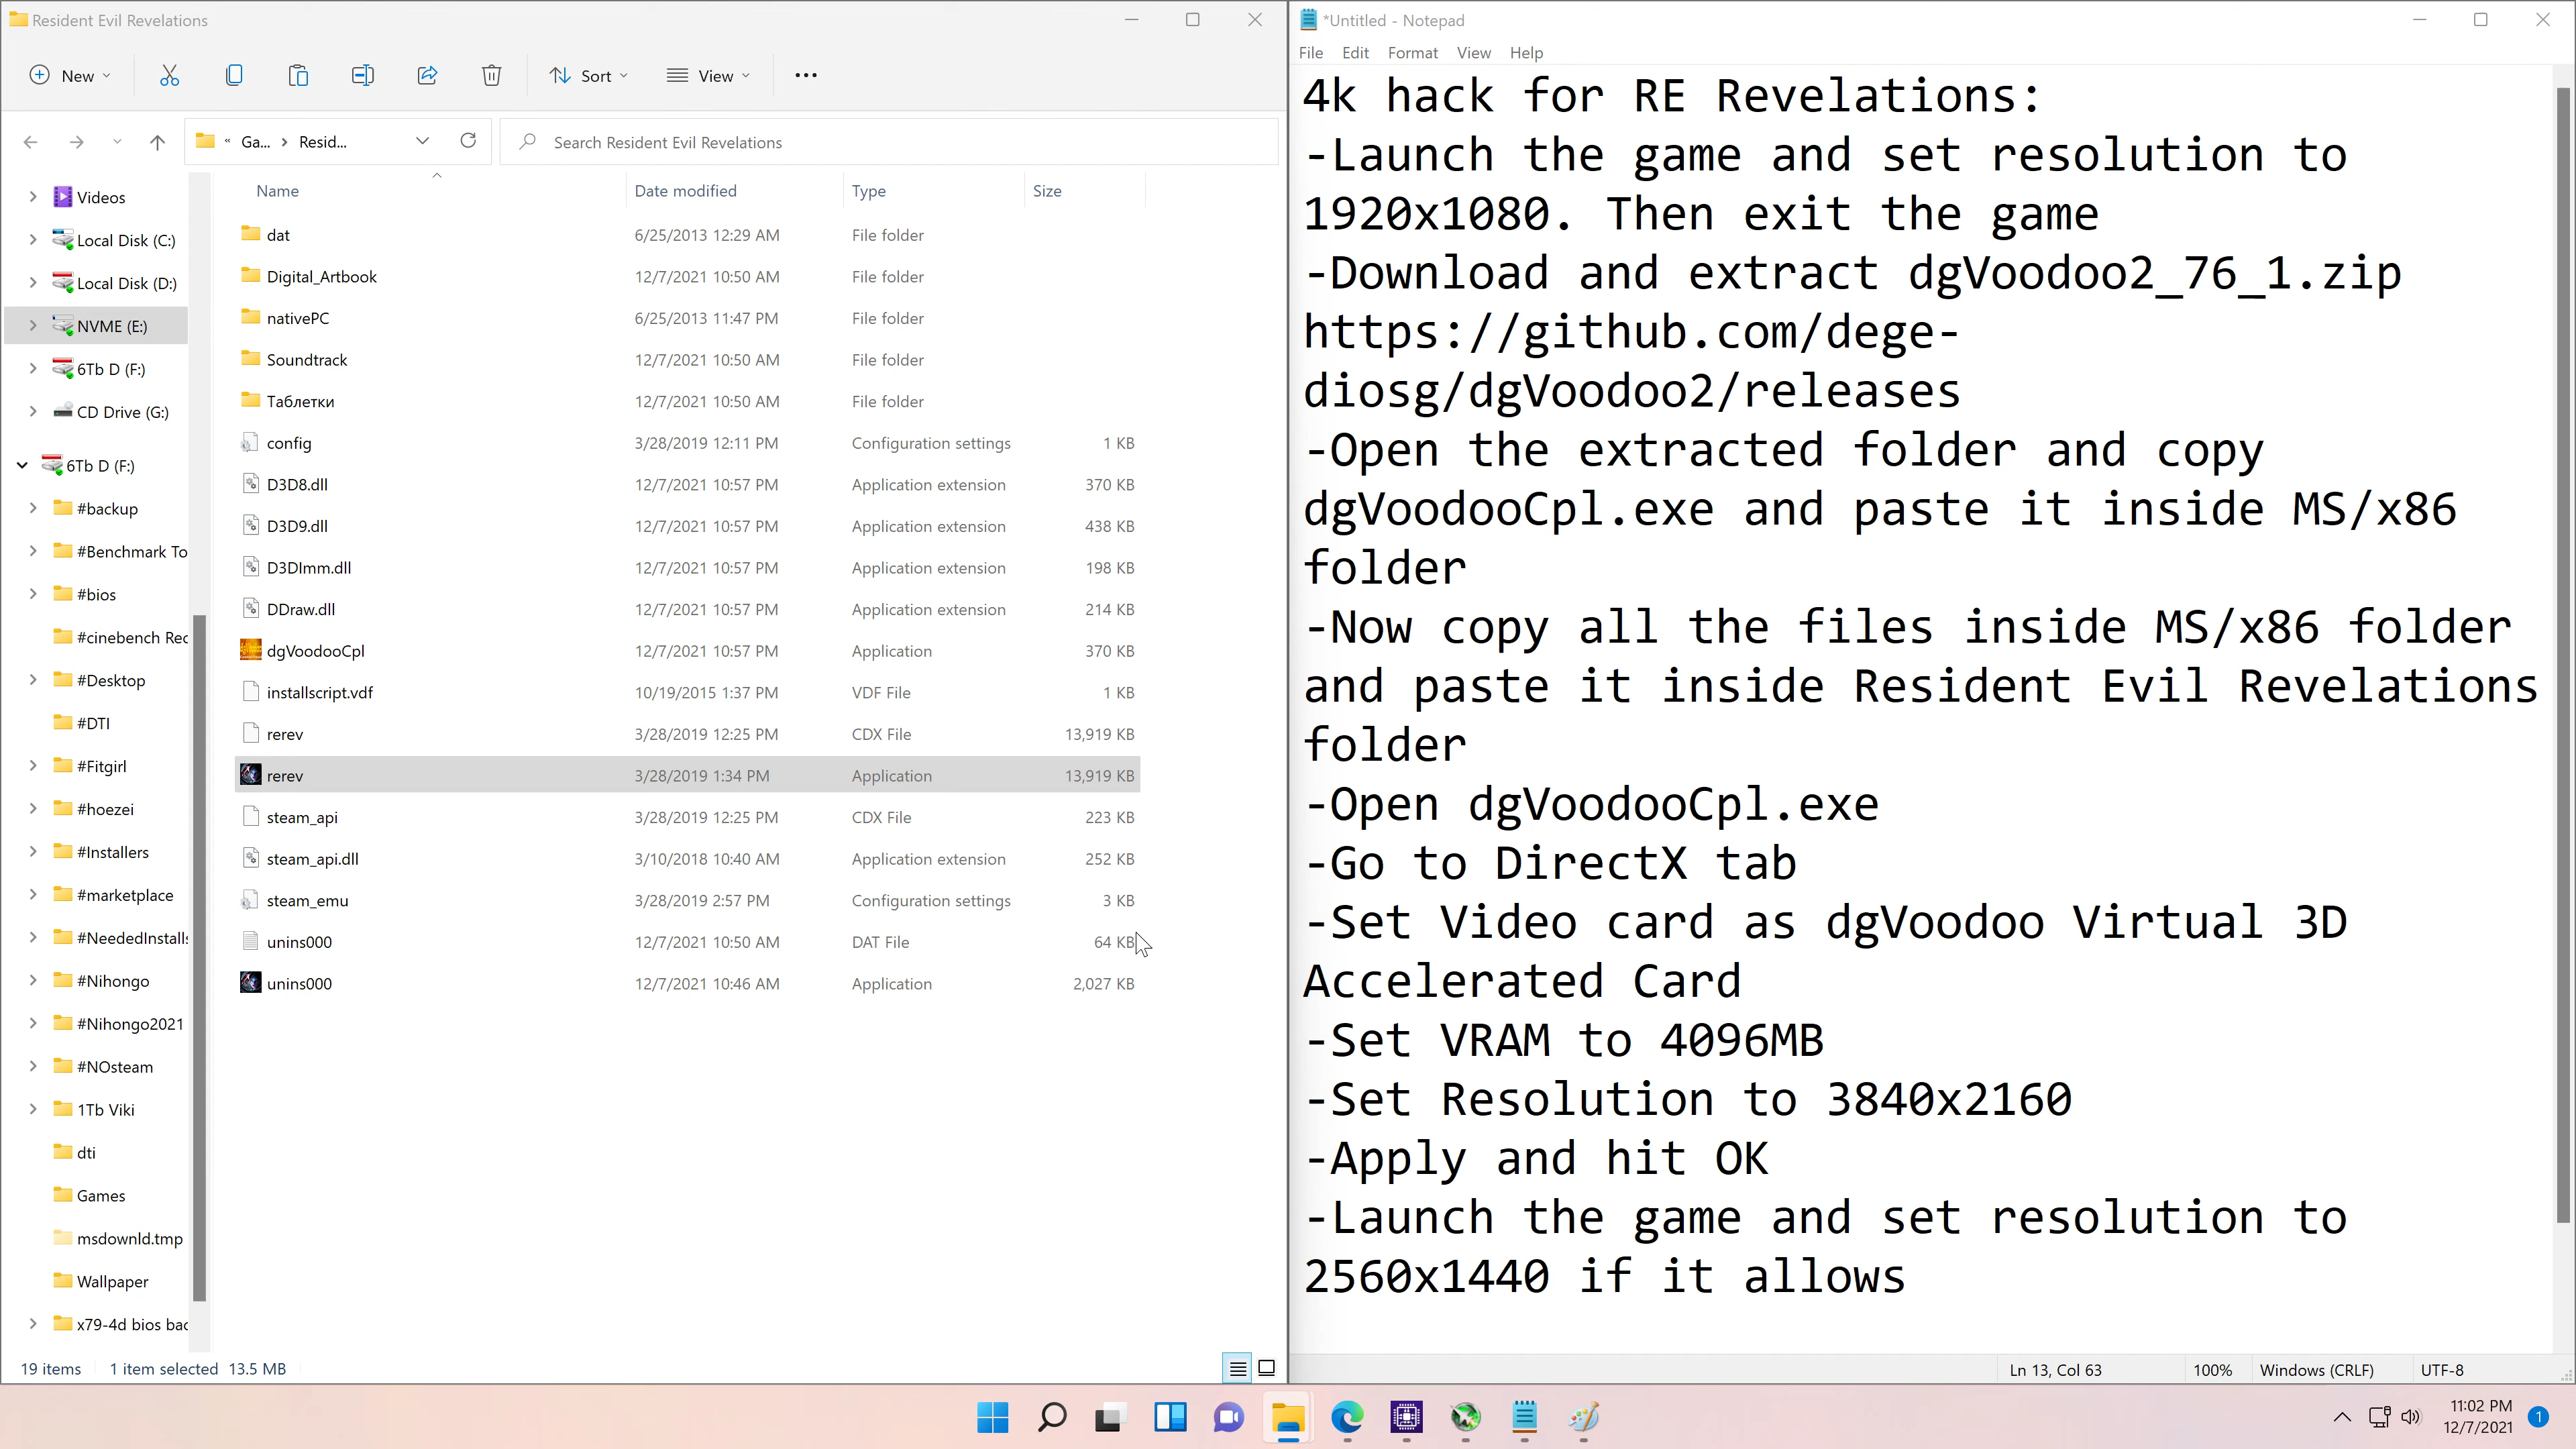 Resident Evil Revelations
New
Sort
View
Ga...
Resid...
Search Resident Evil Revelations
Videos
Local Disk (C:)
Local Disk (D:)
NVME (E:)
6Tb D (F:)
CD Drive (G:)
6Tb D (F:)
#backup
#Benchmark To
#bios
#cinebench Rec
#Desktop
#DTI
#Fitgirl
#hoezei
#Installers
#marketplace
#NeededInstalls
#Nihongo
#Nihongo2021
#NOsteam
1Tb Viki
dti
Games
msdownld.tmp
Wallpaper
x79-4d bios bac
Name Date modified Type Size
dat 6/25/2013 12:29 AM File folder
Digital_Artbook 12/7/2021 10:50 AM File folder
nativePC 6/25/2013 11:47 PM File folder
Soundtrack 12/7/2021 10:50 AM File folder
Таблетки 12/7/2021 10:50 AM File folder
config 3/28/2019 12:11 PM Configuration settings 1 KB
D3D8.dll 12/7/2021 10:57 PM Application extension 370 KB
D3D9.dll 12/7/2021 10:57 PM Application extension 438 KB
D3DImm.dll 12/7/2021 10:57 PM Application extension 198 KB
DDraw.dll 12/7/2021 10:57 PM Application extension 214 KB
dgVoodooCpl 12/7/2021 10:57 PM Application 370 KB
installscript.vdf 10/19/2015 1:37 PM VDF File 1 KB
rerev 3/28/2019 12:25 PM CDX File 13,919 KB
rerev 3/28/2019 1:34 PM Application 13,919 KB
steam_api 3/28/2019 12:25 PM CDX File 223 KB
steam_api.dll 3/10/2018 10:40 AM Application extension 252 KB
steam_emu 3/28/2019 2:57 PM Configuration settings 3 KB
unins000 12/7/2021 10:50 AM DAT File 64 KB
unins000 12/7/2021 10:46 AM Application 2,027 KB
19 items 1 item selected 13.5 MB
*Untitled - Notepad
File Edit Format View Help
4k hack for RE Revelations:
-Launch the game and set resolution to
1920x1080. Then exit the game
-Download and extract dgVoodoo2_76_1.zip
https://github.com/dege-
diosg/dgVoodoo2/releases
-Open the extracted folder and copy
dgVoodooCpl.exe and paste it inside MS/x86
folder
-Now copy all the files inside MS/x86 folder
and paste it inside Resident Evil Revelations
folder
-Open dgVoodooCpl.exe
-Go to DirectX tab
-Set Video card as dgVoodoo Virtual 3D
Accelerated Card
-Set VRAM to 4096MB
-Set Resolution to 3840x2160
-Apply and hit OK
-Launch the game and set resolution to
2560x1440 if it allows
Ln 13, Col 63 100% Windows (CRLF) UTF-8
11:02 PM
12/7/2021
1